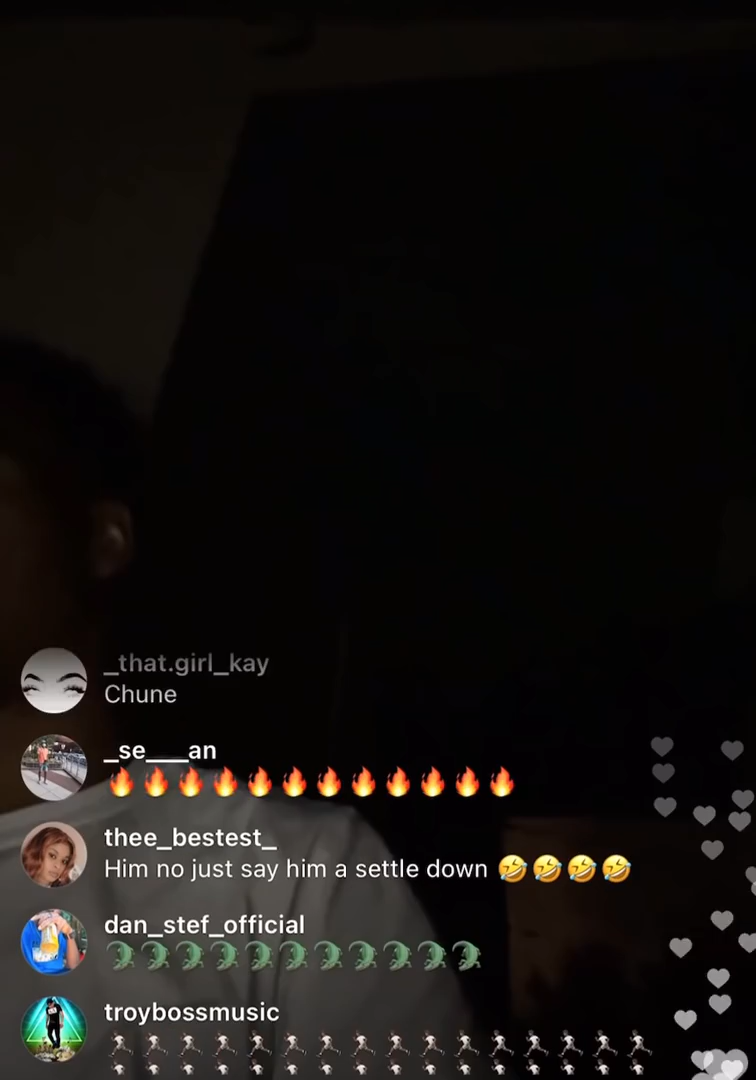 _that.girl_kay
Chune
_se___an
🔥🔥🔥🔥🔥🔥🔥🔥🔥🔥🔥🔥
thee_bestest_
Him no just say him a settle down 🤣🤣🤣🤣
dan_stef_official
🐊🐊🐊🐊🐊🐊🐊🐊🐊🐊🐊
troybossmusic